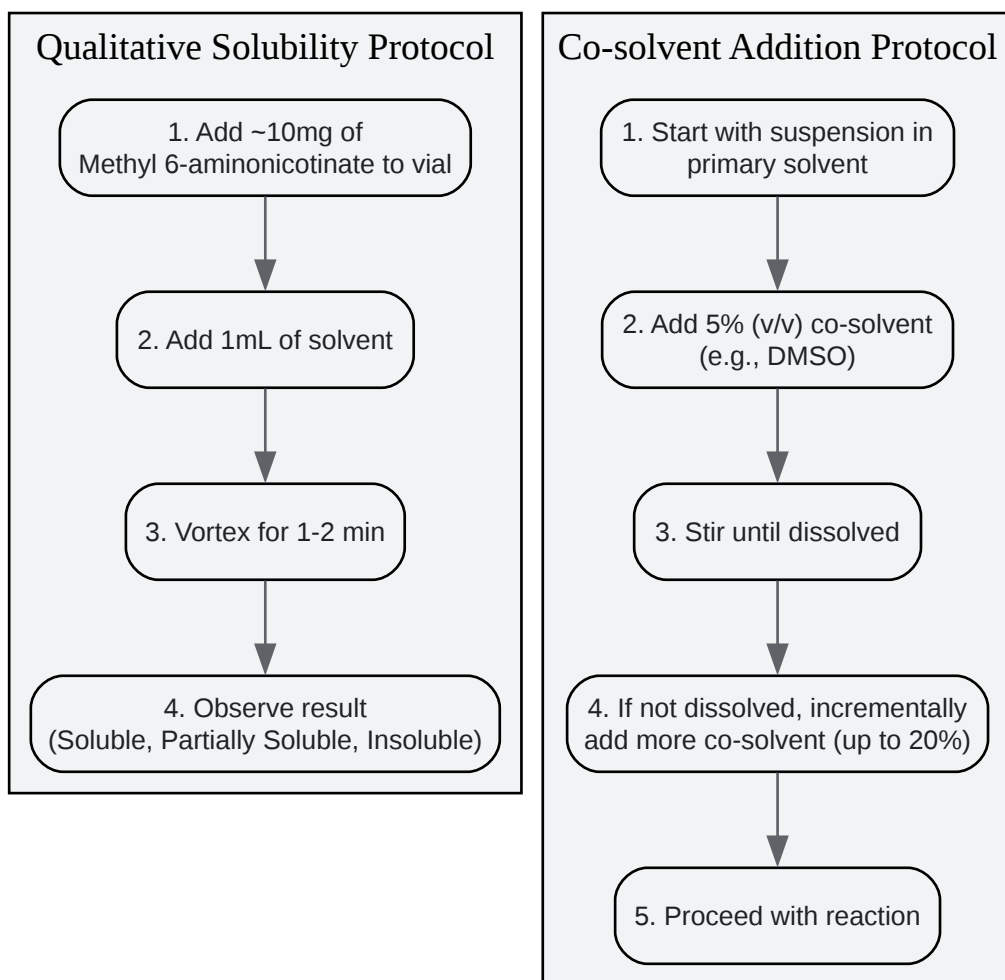 Qualitative Solubility Protocol
1. Add ~10mg of
Methyl 6-aminonicotinate to vial
2. Add 1mL of solvent
3. Vortex for 1-2 min
4. Observe result
(Soluble, Partially Soluble, Insoluble)
Co-solvent Addition Protocol
1. Start with suspension in
primary solvent
2. Add 5% (v/v) co-solvent
(e.g., DMSO)
3. Stir until dissolved
4. If not dissolved, incrementally
add more co-solvent (up to 20%)
5. Proceed with reaction